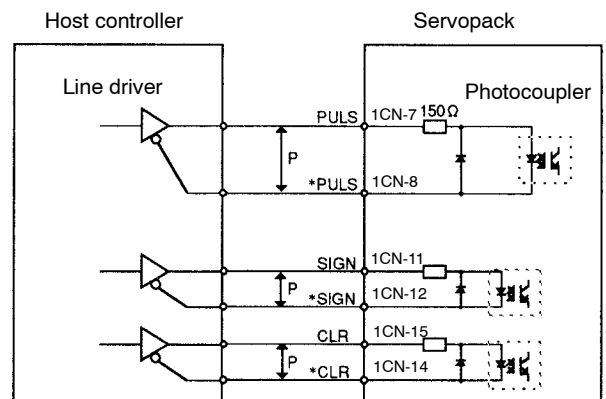 Host controller Servopack
Line driver
Photocoupler
PULS 1CN-7 150Ω
P
*PULS 1CN-8
SIGN 1CN-11
P
*SIGN 1CN-12
CLR 1CN-15
P
*CLR 1CN-14